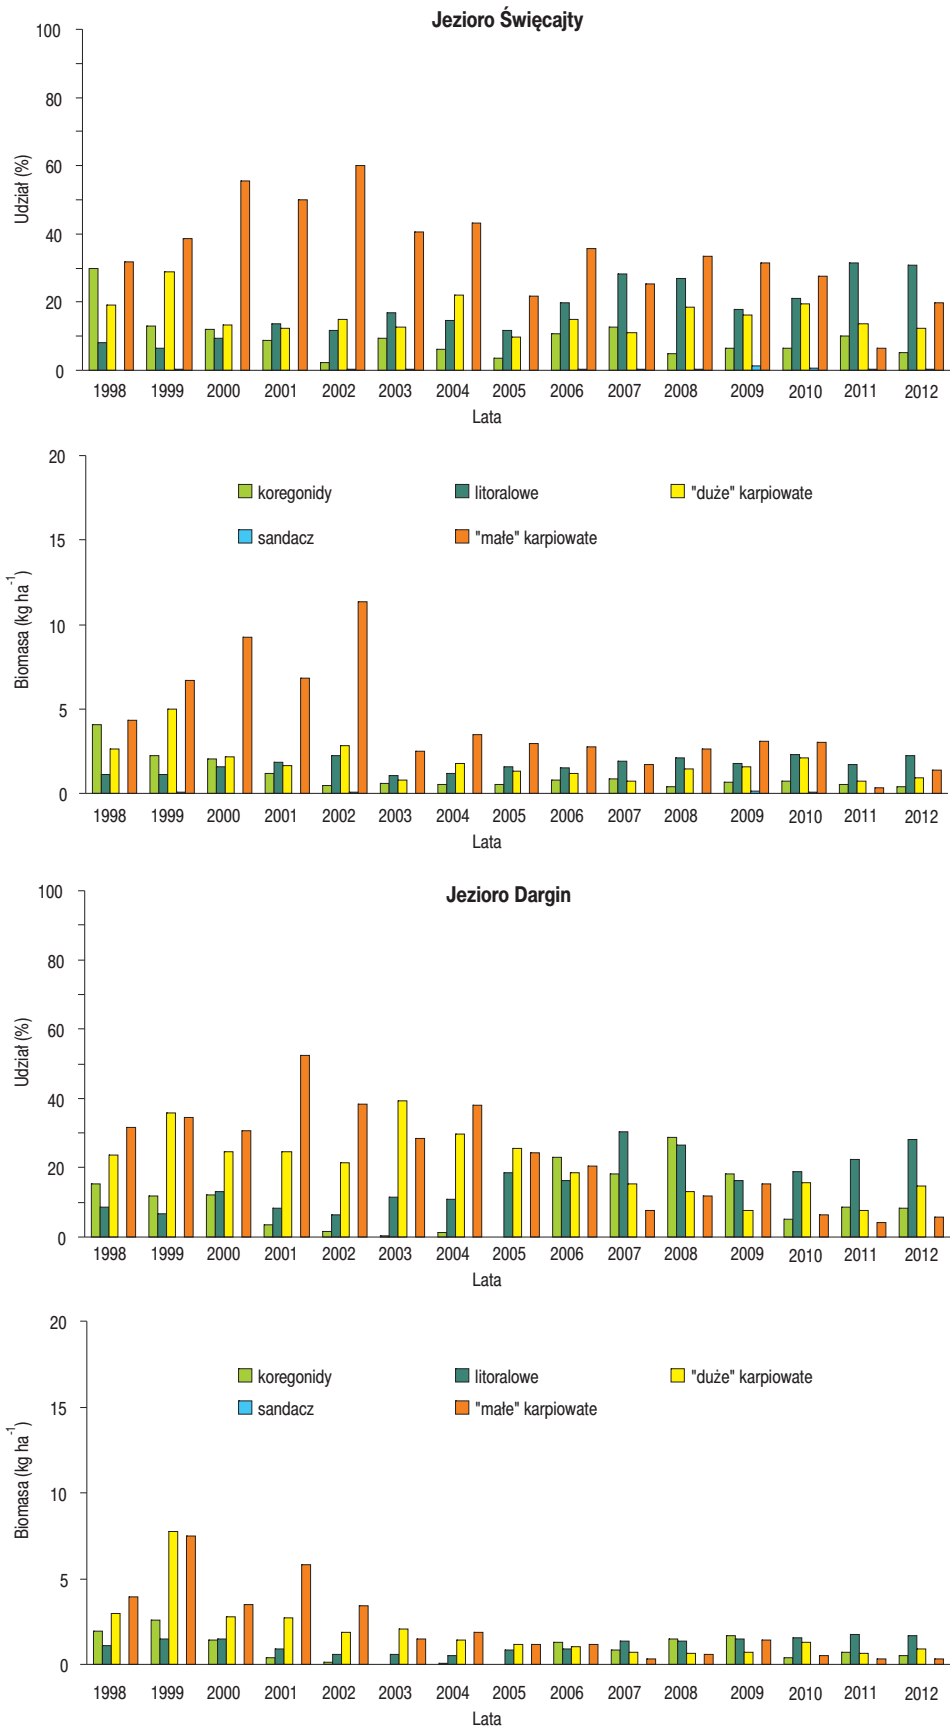 Jezioro Święcajty
100
80
60
40
20
0
Udział (%)
1998 1999 2000 2001 2002 2003 2004 2005 2006 2007 2008 2009 2010 2011 2012
Lata
20
15
10
5
0
Biomasa (kg ha⁻¹)
koregonidy litoralowe "duże" karpiowate
sandacz "małe" karpiowate
1998 1999 2000 2001 2002 2003 2004 2005 2006 2007 2008 2009 2010 2011 2012
Lata
Jezioro Dargin
100
80
60
40
20
0
Udział (%)
1998 1999 2000 2001 2002 2003 2004 2005 2006 2007 2008 2009 2010 2011 2012
Lata
20
15
10
5
0
Biomasa (kg ha⁻¹)
koregonidy litoralowe "duże" karpiowate
sandacz "małe" karpiowate
1998 1999 2000 2001 2002 2003 2004 2005 2006 2007 2008 2009 2010 2011 2012
Lata